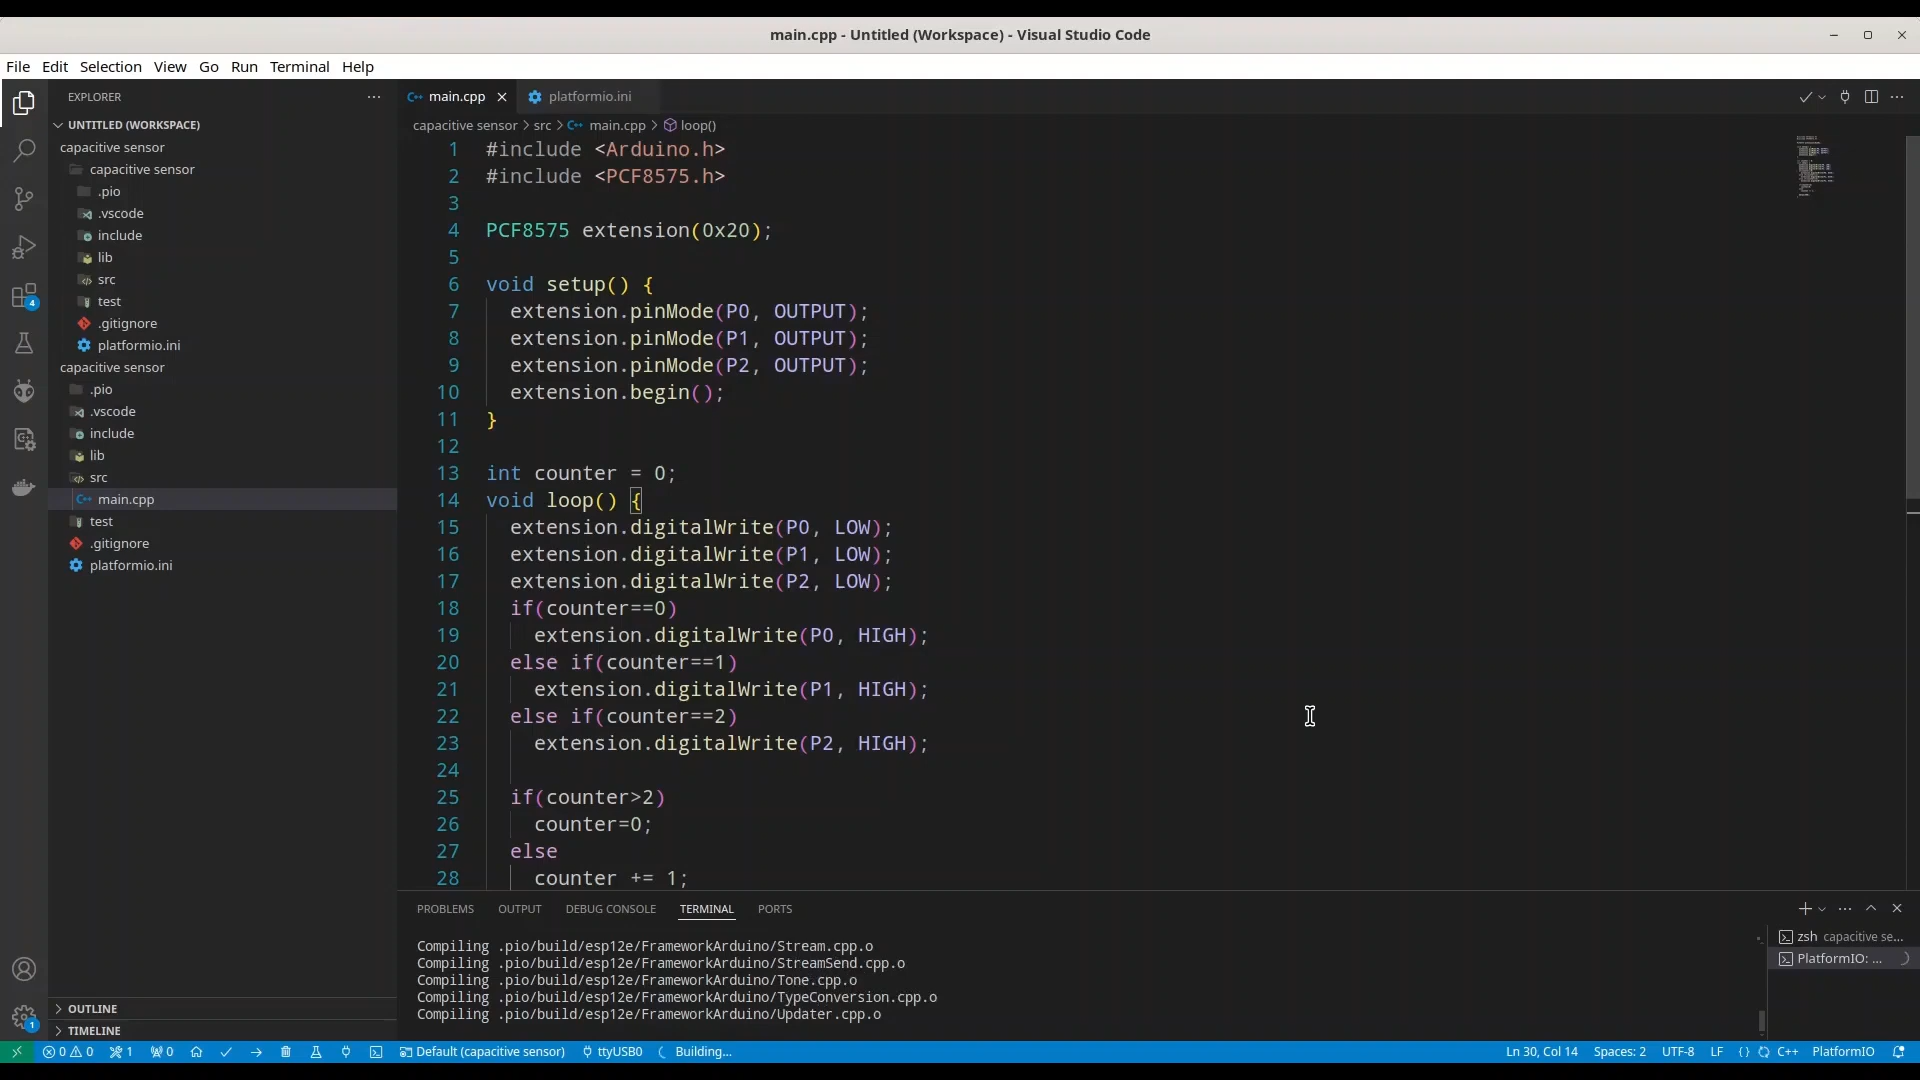 main.cpp - Untitled (Workspace) - Visual Studio Code
File Edit Selection View Go Run Terminal Help
EXPLORER
UNTITLED (WORKSPACE)
capacitive sensor
capacitive sensor
.pio
.vscode
include
lib
src
test
.gitignore
platformio.ini
capacitive sensor
.pio
.vscode
include
lib
src
main.cpp
test
.gitignore
platformio.ini
OUTLINE
TIMELINE
4
1
main.cpp platformio.ini
capacitive sensor > src > main.cpp > loop()
1 #include <Arduino.h>
2 #include <PCF8575.h>
3
4 PCF8575 extension(0x20);
5
6 void setup() {
7 extension.pinMode(P0, OUTPUT);
8 extension.pinMode(P1, OUTPUT);
9 extension.pinMode(P2, OUTPUT);
10 extension.begin();
11 }
12
13 int counter = 0;
14 void loop() {
15 extension.digitalWrite(P0, LOW);
16 extension.digitalWrite(P1, LOW);
17 extension.digitalWrite(P2, LOW);
18 if(counter==0)
19 extension.digitalWrite(P0, HIGH);
20 else if(counter==1)
21 extension.digitalWrite(P1, HIGH);
22 else if(counter==2)
23 extension.digitalWrite(P2, HIGH);
24
25 if(counter>2)
26 counter=0;
27 else
28 counter += 1;
PROBLEMS OUTPUT DEBUG CONSOLE TERMINAL PORTS
Compiling .pio/build/esp12e/FrameworkArduino/Stream.cpp.o
Compiling .pio/build/esp12e/FrameworkArduino/StreamSend.cpp.o
Compiling .pio/build/esp12e/FrameworkArduino/Tone.cpp.o
Compiling .pio/build/esp12e/FrameworkArduino/TypeConversion.cpp.o
Compiling .pio/build/esp12e/FrameworkArduino/Updater.cpp.o
zsh capacitive se...
PlatformIO: ...
0 0 1 0 Default (capacitive sensor) ttyUSB0 Building... Ln 30, Col 14 Spaces: 2 UTF-8 LF {} C++ PlatformIO